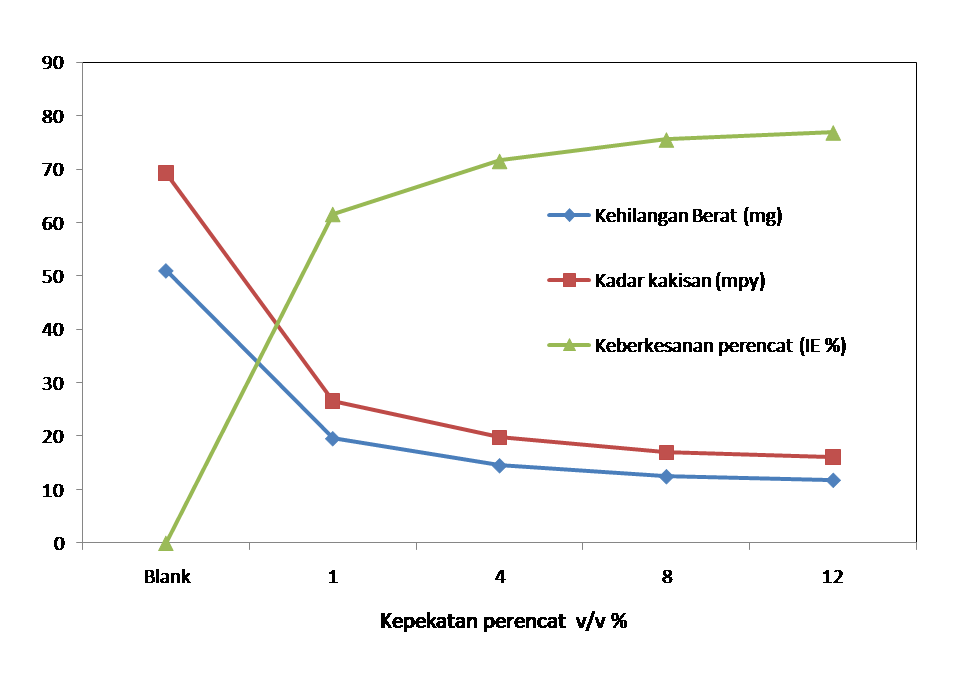 90
80
70
60
50
40
30
20
10
0
Kehilangan Berat (mg)
Kadar kakisan (mpy)
Keberkesanan perencat (IE %)
Blank 1 4 8 12
Kepekatan perencat v/v %